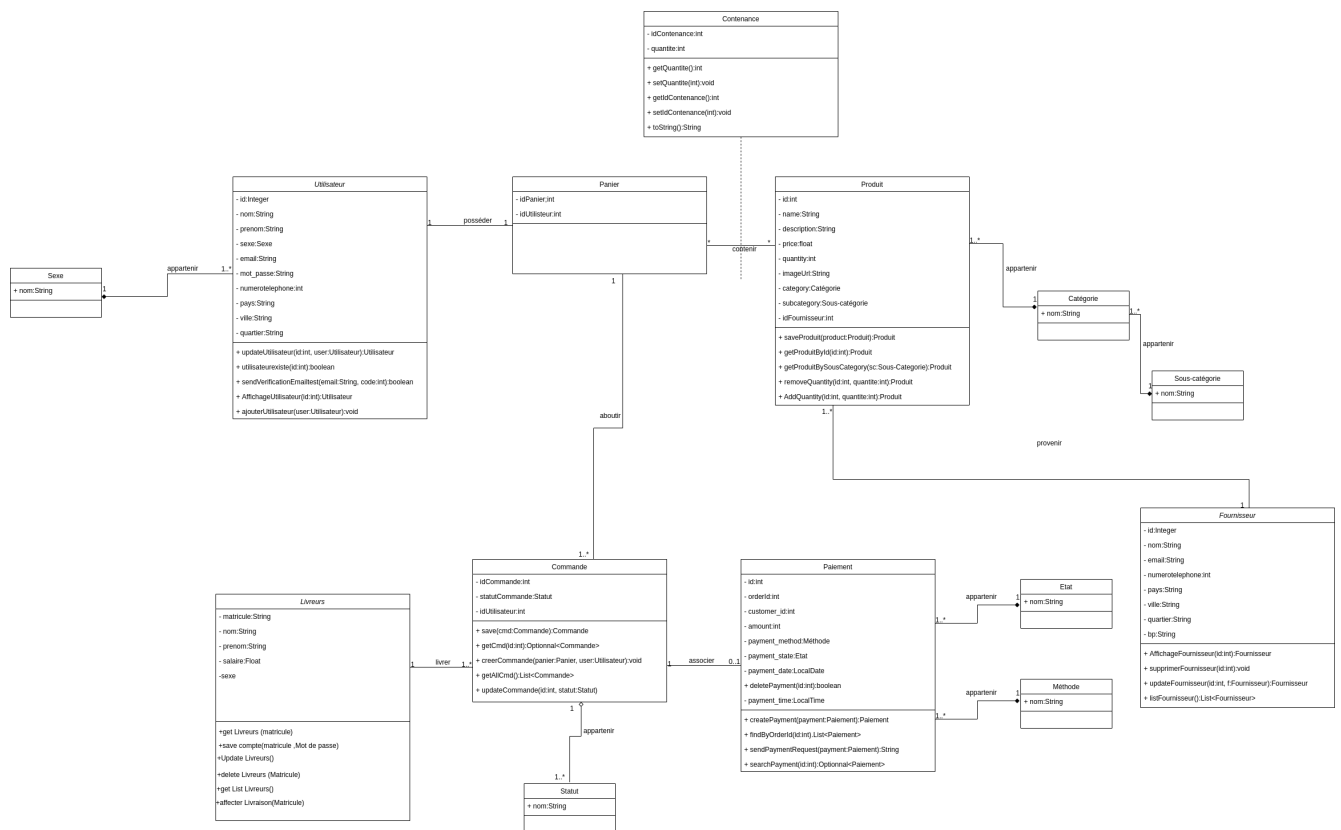 Contenance
- idContenance:int
- quantite:int
+ getQuantite():int
+ setQuantite(int):void
+ getIdContenance():int
+ setIdContenance(int):void
+ toString():String
Utilisateur
- id:Integer
- nom:String
- prenom:String
- sexe:Sexe
- email:String
- mot_passe:String
- numerotelephone:int
- pays:String
- ville:String
- quartier:String
+ updateUtilisateur(id:int, user:Utilisateur):Utilisateur
+ utilisateurexiste(id:int):boolean
+ sendVerificationEmailtest(email:String, code:int):boolean
+ AffichageUtilisateur(id:int):Utilisateur
+ ajouterUtilisateur(user:Utilisateur):void
1
posséder
1
Panier
- idPanier;int
- idUtilisteur:int
*
contenir
*
Produit
- id:int
- name:String
- description:String
- price:float
- quantity:int
- imageUrl:String
- category:Catégorie
- subcategory:Sous-catégorie
- idFournisseur:int
+ saveProduit(product:Produt):Produit
+ getProduitById(id:int):Produit
+ getProduitBySousCategory(sc:Sous-Categorie):Produit
+ removeQuantity(id:int, quantite:int):Produit
+ AddQuantity(id:int, quantite:int):Produit
Sexe
+ nom:String
1
appartenir
1..*
1..*
appartenir
1
Catégorie
+ nom:String
1..*
appartenir
1
Sous-catégorie
+ nom:String
1
aboutir
1..*
1..*
provenir
1
Fournisseur
- id:Integer
- nom:String
- email:String
- numerotelephone:int
- pays:String
- ville:String
- quartier:String
- bp:String
+ AffichageFournisseur(id:int):Fournisseur
+ supprimerFournisseur(id:int):void
+ updateFournisseur(id:int, f:Fournisseur):Fournisseur
+ listFournisseur():List<Fournisseur>
Livreurs
- matricule:String
- nom:String
- prenom:String
- salaire:Float
-sexe
+get Livreurs (matricule)
+save compte(matricule ,Mot de passe)
+Update Livreurs()
+delete Livreurs (Matricule)
+get List Livreurs()
+affecter Livraison(Matricule)
1
livrer
1..*
Commande
- idCommande:int
- statutCommande:Statut
- idUtilisateur:int
+ save(cmd:Commande):Commande
+ getCmd(id:int):Optionnal<Commande>
+ creerCommande(panier:Panier, user:Utilisateur):void
+ getAllCmd():List<Commande>
+ updateCommande(id:int, statut:Statut)
1
associer
0..1
Paiement
- id:int
- orderId:int
- customer_id:int
- amount:int
- payment_method:Méthode
- payment_state:Etat
- payment_date:LocalDate
+ deletePayment(id:int):boolean
- payment_time:LocalTime
+ createPayment(payment:Paiement):Paiement
+ findByOrderId(id:int).List<Paiement>
+ sendPaymentRequest(payment:Paiement):String
+ searchPayment(id:int):Optionnal<Paiement>
1..*
appartenir
1
Etat
+ nom:String
1..*
appartenir
1
Méthode
+ nom:String
1
appartenir
1..*
Statut
+ nom:String